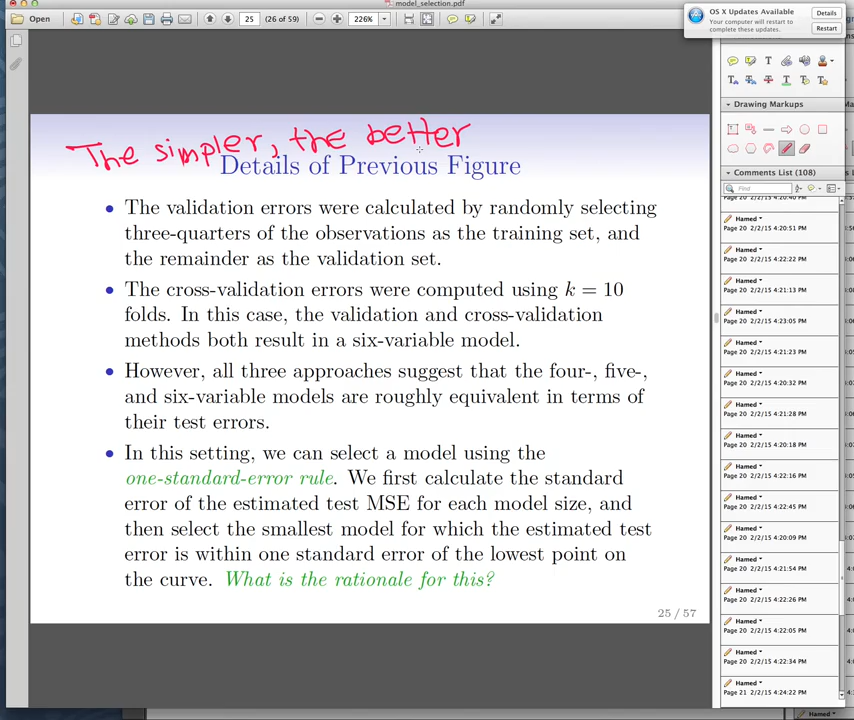 model_selection.pdf
Open
25
(26 of 59)
226%
OS X Updates Available
Your computer will restart to
complete these updates.
Details
Restart
Drawing Markups
Comments List (108)
Find
The simpler, the better
Details of Previous Figure
• The validation errors were calculated by randomly selecting
three-quarters of the observations as the training set, and
the remainder as the validation set.
• The cross-validation errors were computed using k = 10
folds. In this case, the validation and cross-validation
methods both result in a six-variable model.
• However, all three approaches suggest that the four-, five-,
and six-variable models are roughly equivalent in terms of
their test errors.
• In this setting, we can select a model using the
one-standard-error rule. We first calculate the standard
error of the estimated test MSE for each model size, and
then select the smallest model for which the estimated test
error is within one standard error of the lowest point on
the curve. What is the rationale for this?
25 / 57
Page 20 2/2/15 4:20:40 PM
Hamed
Page 20 2/2/15 4:20:51 PM
Hamed
Page 20 2/2/15 4:22:22 PM
Hamed
Page 20 2/2/15 4:21:13 PM
Hamed
Page 20 2/2/15 4:23:05 PM
Hamed
Page 20 2/2/15 4:21:23 PM
Hamed
Page 20 2/2/15 4:20:32 PM
Hamed
Page 20 2/2/15 4:21:28 PM
Hamed
Page 20 2/2/15 4:20:18 PM
Hamed
Page 20 2/2/15 4:22:16 PM
Hamed
Page 20 2/2/15 4:22:45 PM
Hamed
Page 20 2/2/15 4:20:09 PM
Hamed
Page 20 2/2/15 4:21:54 PM
Hamed
Page 20 2/2/15 4:22:26 PM
Hamed
Page 20 2/2/15 4:22:05 PM
Hamed
Page 20 2/2/15 4:22:34 PM
Hamed
Page 21 2/2/15 4:24:22 PM
Hamed